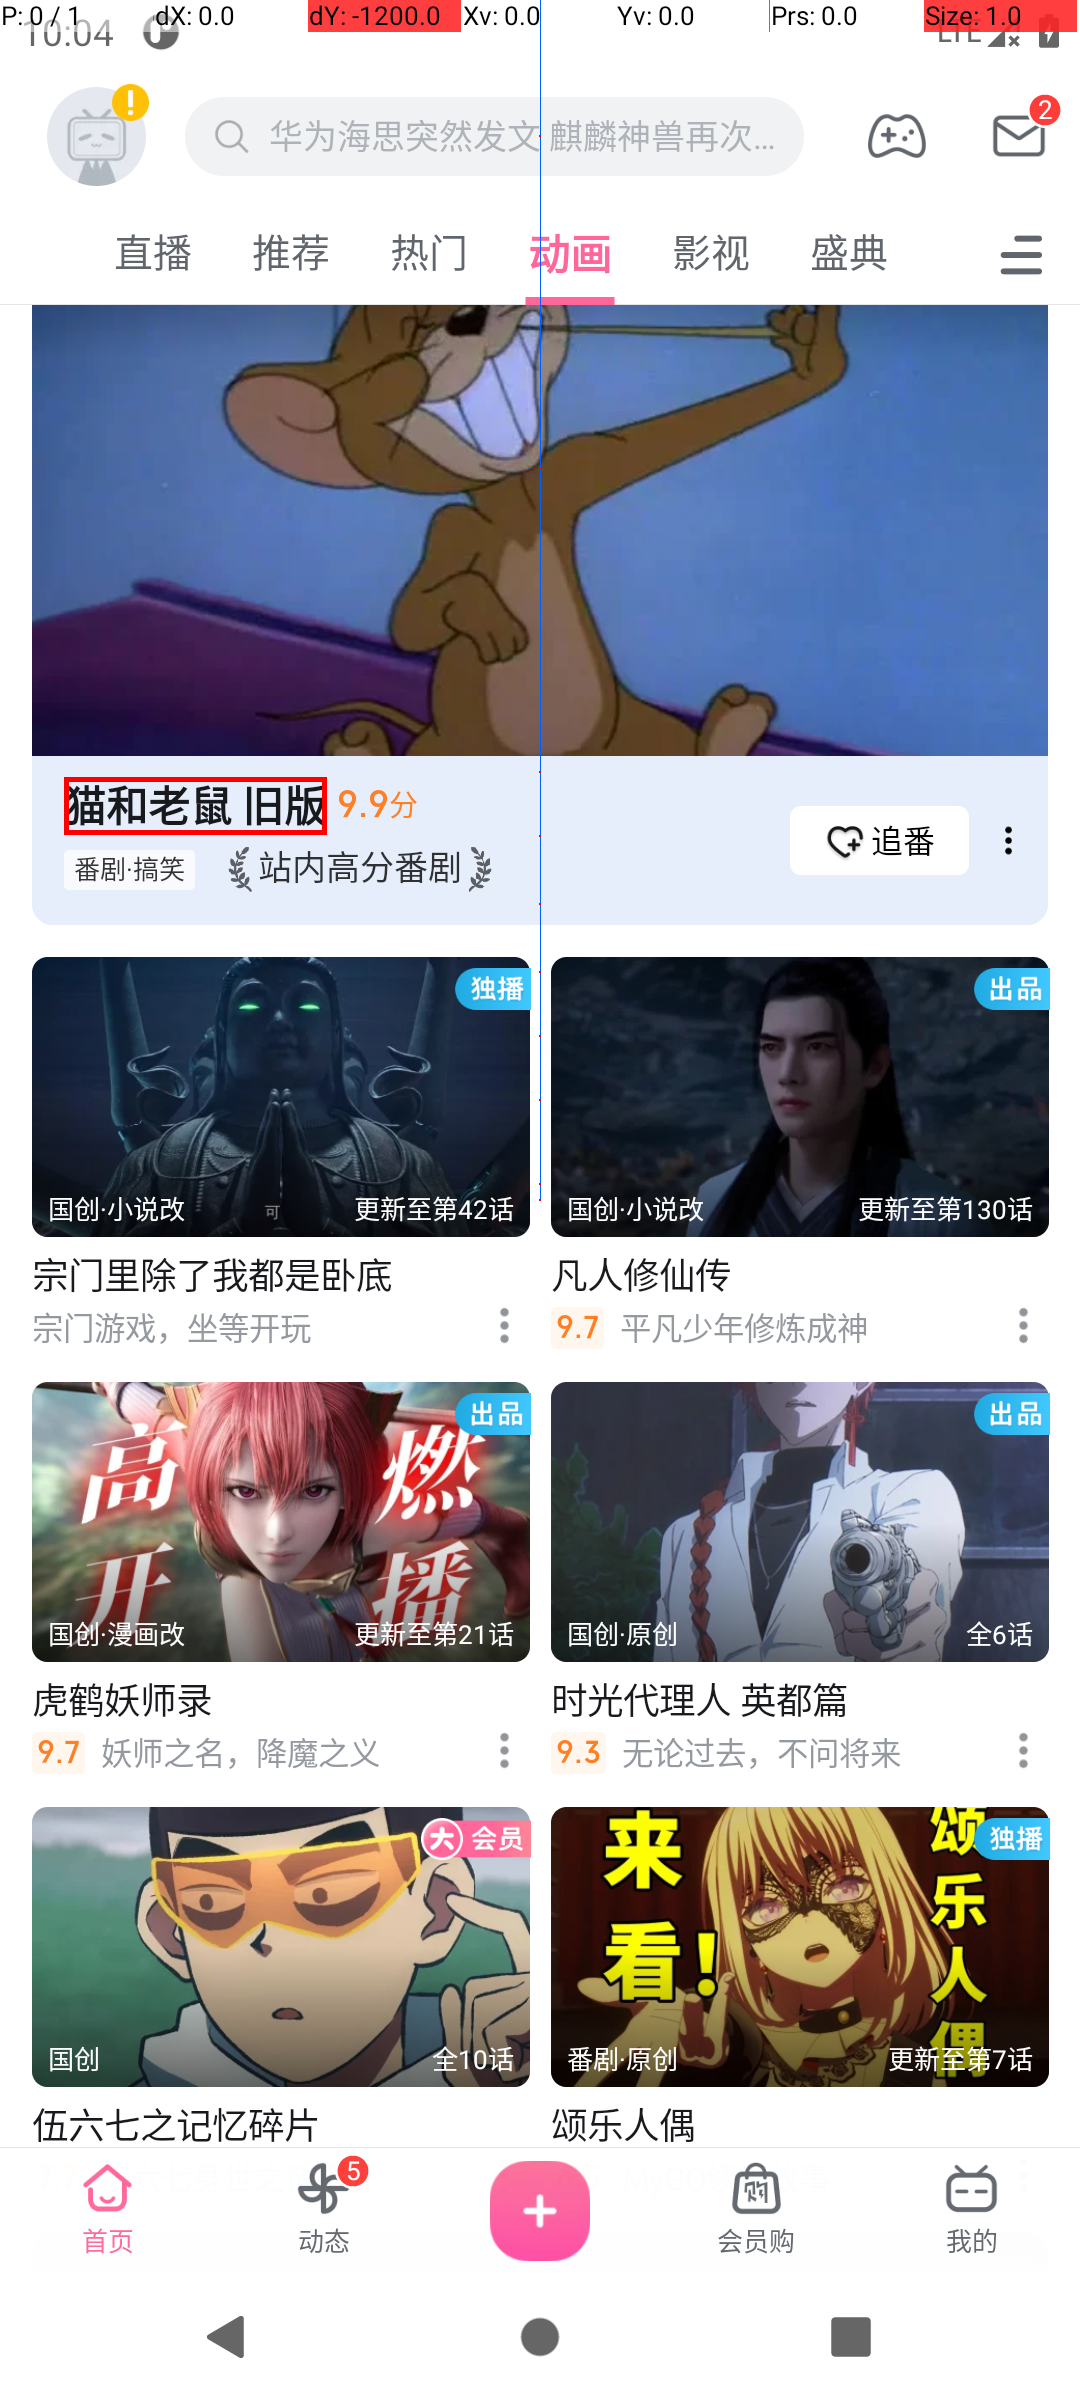 P: 0 / 1 dX: 0.0 dY: -1200.0 Xv: 0.0 Yv: 0.0 Prs: 0.0 Size: 1.0
10:04 LTE
华为海思突然发文 麒麟神兽再次...
2
直播 推荐 热门 动画 影视 盛典
猫和老鼠 旧版 9.9分
追番
番剧·搞笑 站内高分番剧
独播
国创·小说改 可 更新至第42话
宗门里除了我都是卧底
宗门游戏，坐等开玩
出品
国创·小说改 更新至第130话
凡人修仙传
9.7 平凡少年修炼成神
出品
高燃
开播
国创·漫画改 更新至第21话
虎鹤妖师录
9.7 妖师之名，降魔之义
出品
国创·原创 全6话
时光代理人 英都篇
9.3 无论过去，不问将来
大 会员
国创 全10话
伍六七之记忆碎片
独播
来看！
颂乐人偶
番剧·原创 更新至第7话
颂乐人偶
首页
5
动态
会员购
我的